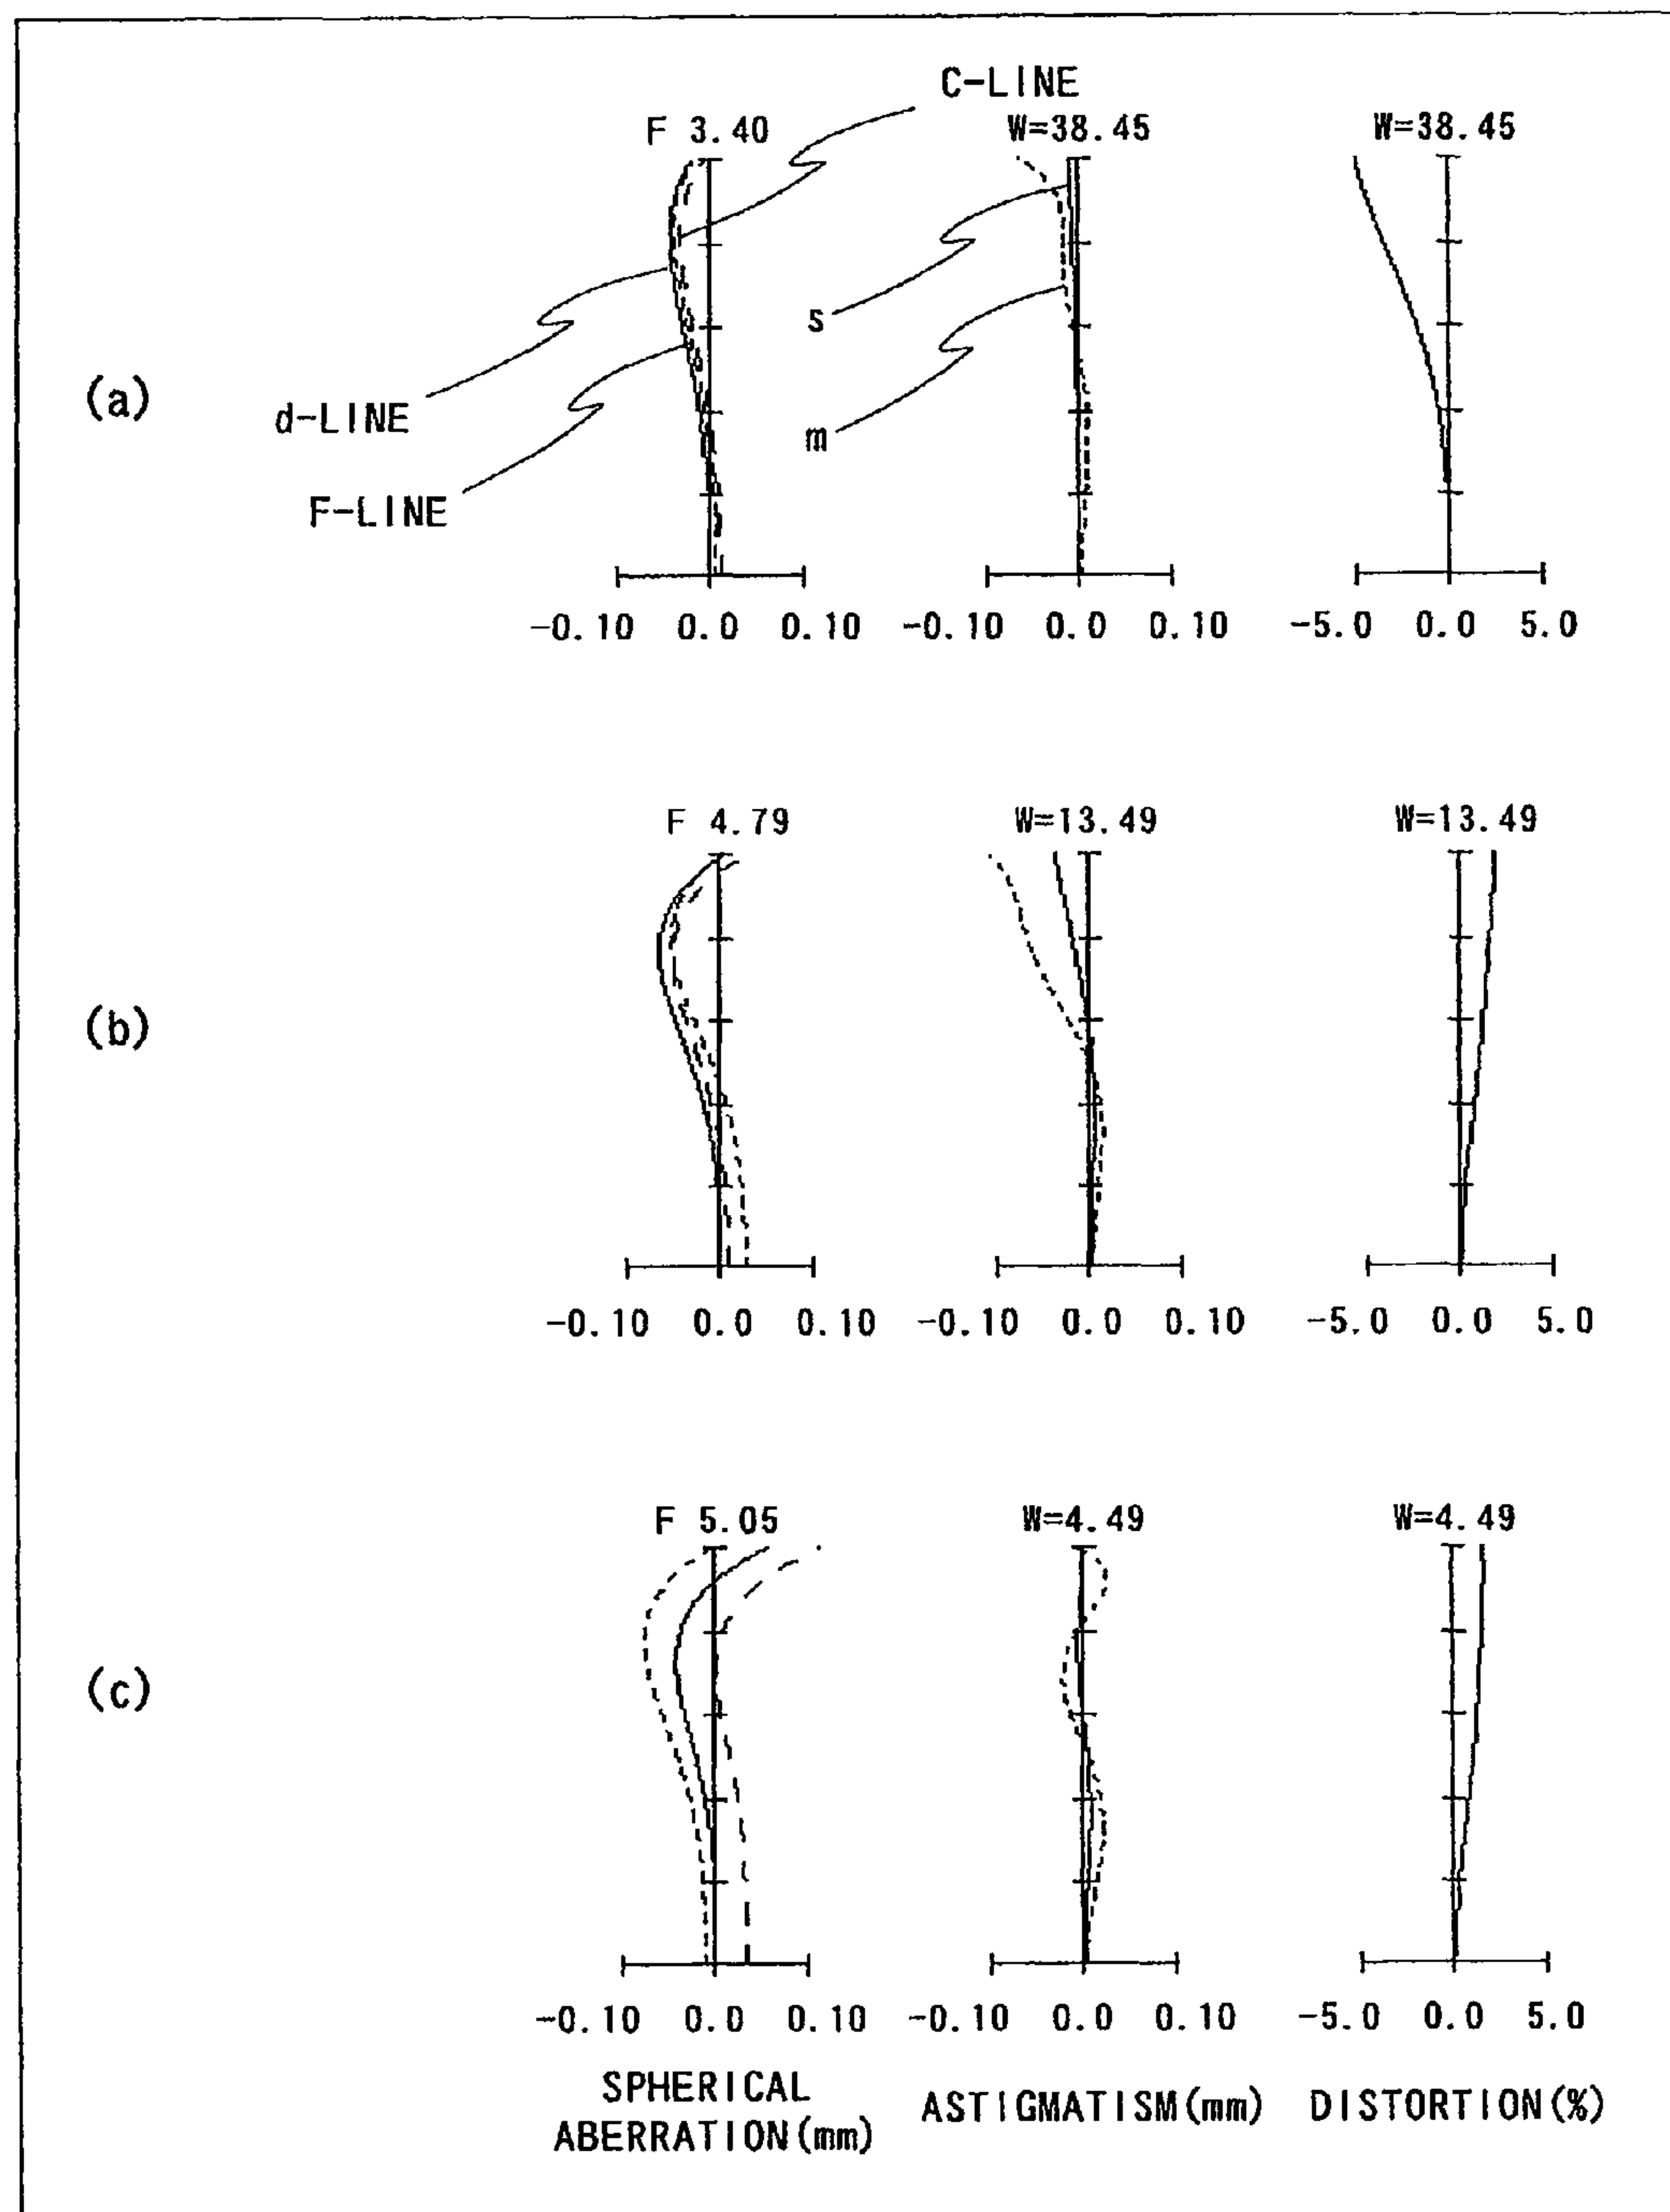 C-LINE
F 3.40
W=38.45
W=38.45
s
(a)
d-LINE
m
F-LINE
-0.10 0.0 0.10
-0.10 0.0 0.10
-5.0 0.0 5.0
F 4.79
W=13.49
W=13.49
(b)
-0.10 0.0 0.10
-0.10 0.0 0.10
-5.0 0.0 5.0
F 5.05
W=4.49
W=4.49
(c)
-0.10 0.0 0.10
-0.10 0.0 0.10
-5.0 0.0 5.0
SPHERICAL
ABERRATION(mm)
ASTIGMATISM(mm)
DISTORTION(%)